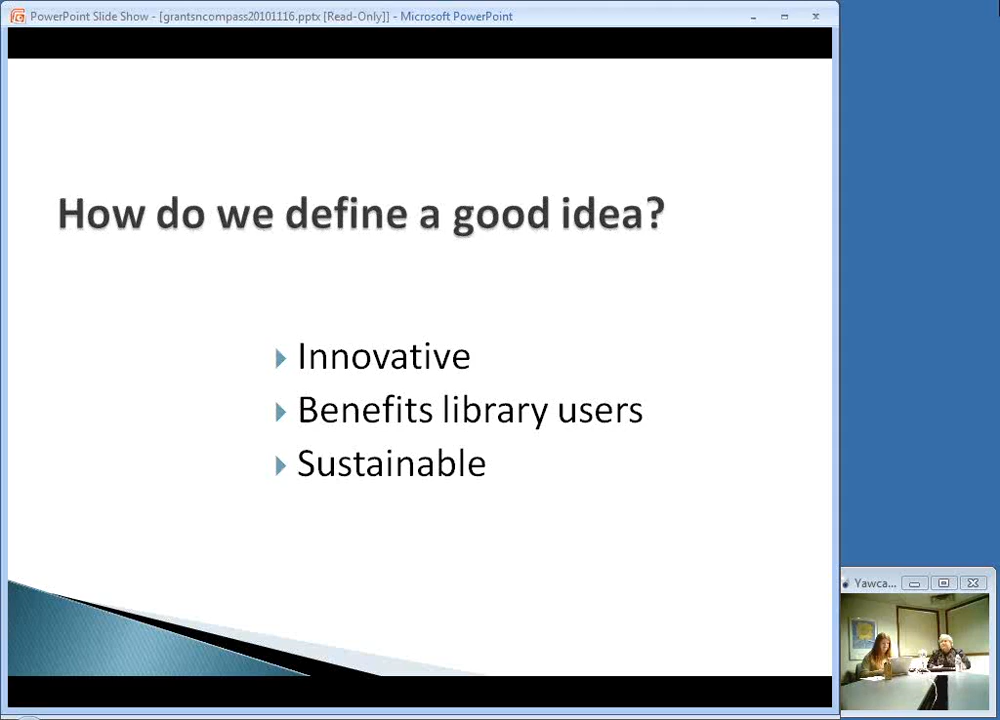 PowerPoint Slide Show - [grantsncompass20101116.pptx [Read-Only]] - Microsoft PowerPoint
How do we define a good idea?
Innovative
Benefits library users
Sustainable
Yawca...